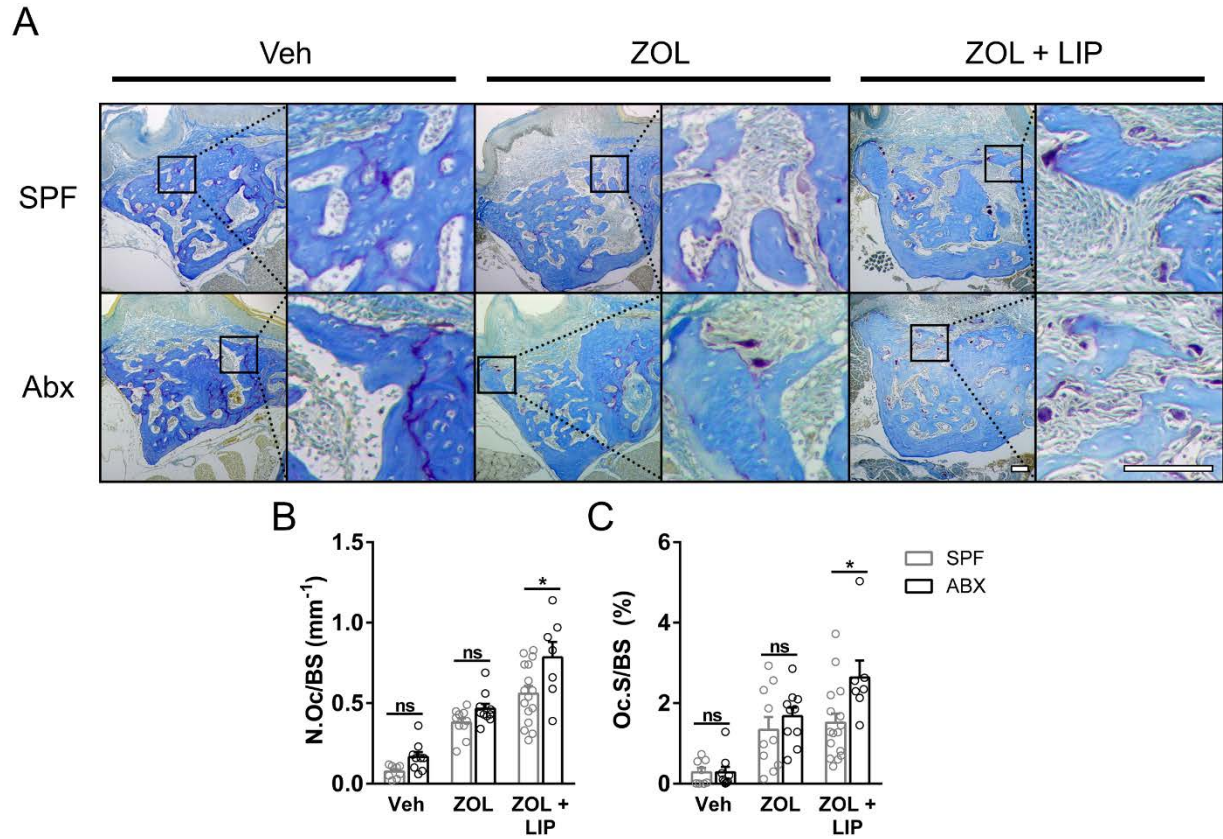 A
Veh ZOL ZOL + LIP
SPF
Abx
B
N.Oc/BS (mm⁻¹)
1.5
1.0
0.5
0.0
ns
ns
*
Veh ZOL ZOL +
LIP
C
Oc.S/BS (%)
6
4
2
0
ns
ns
*
Veh ZOL ZOL +
LIP
SPF
ABX